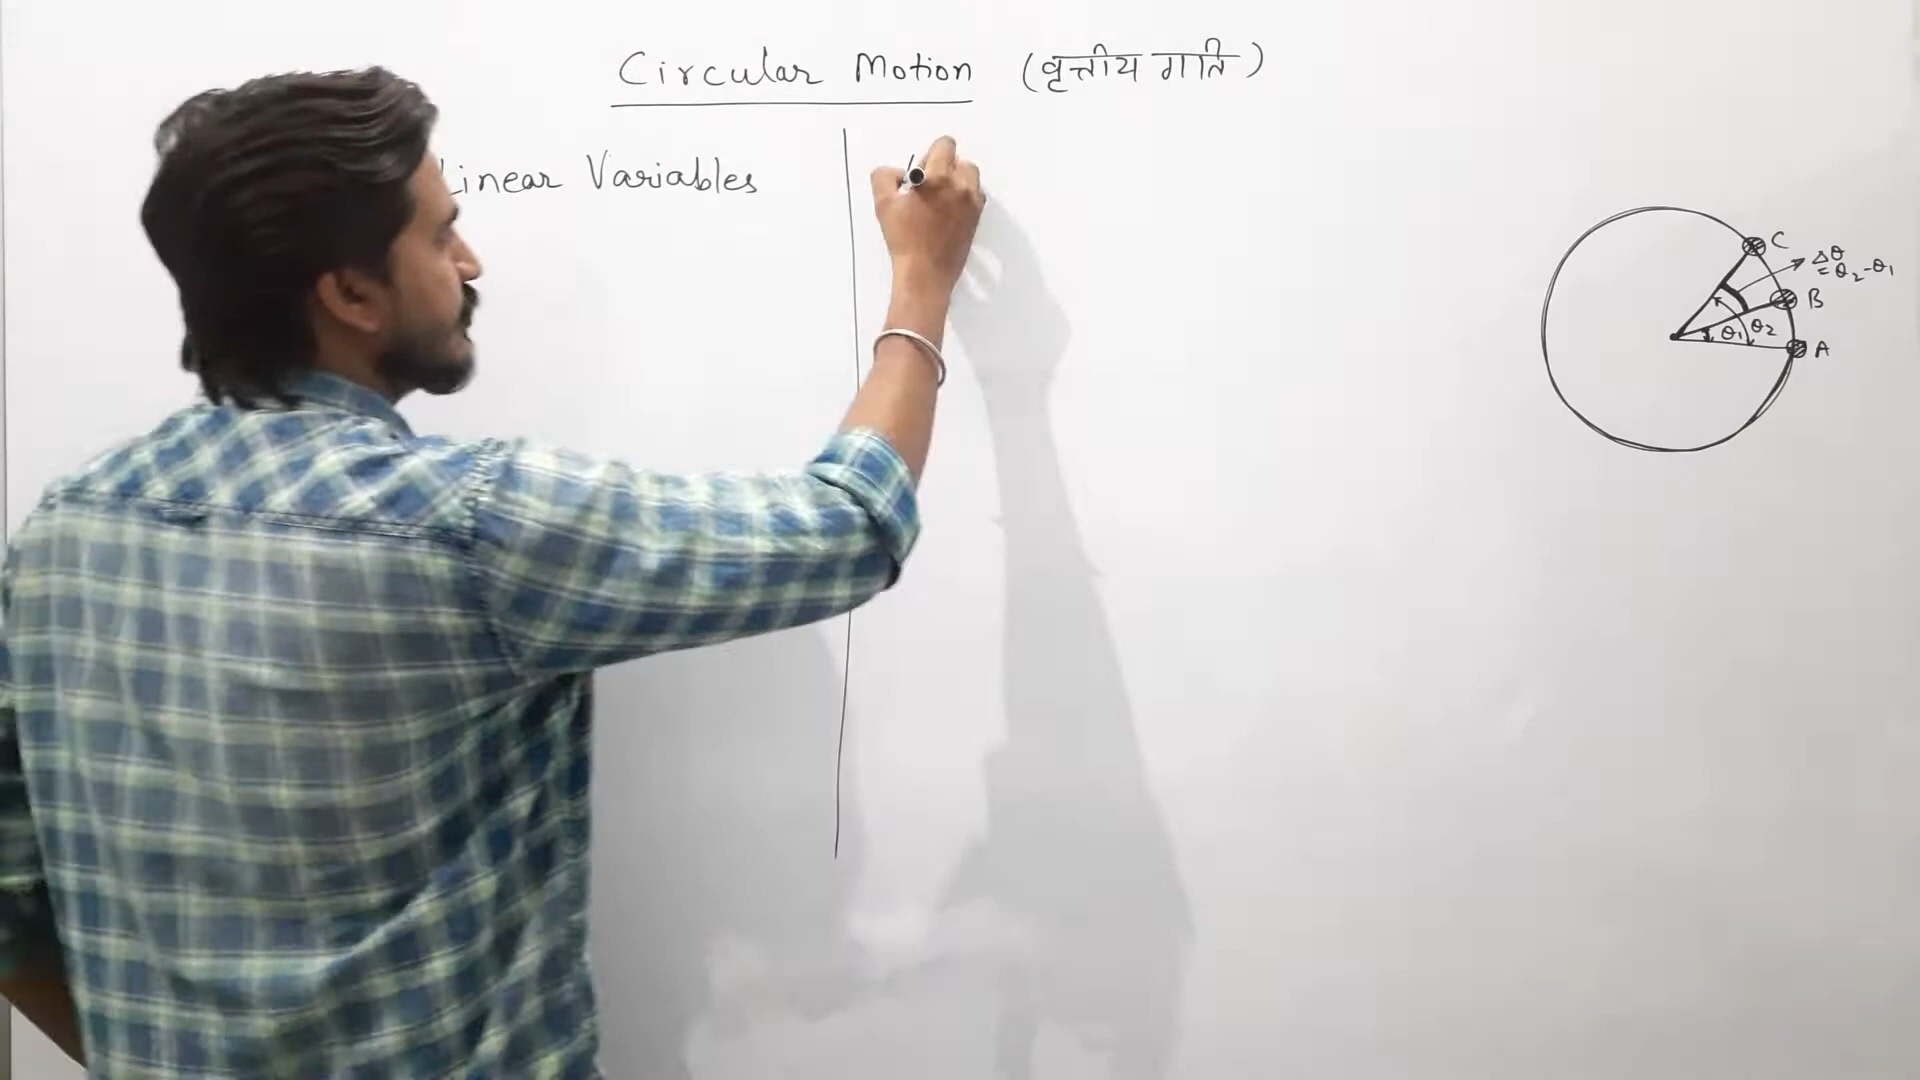 Circular Motion (वृत्तीय गति)
Linear Variables
C
Δθ
= θ₂-θ₁
B
θ₁ θ₂
A